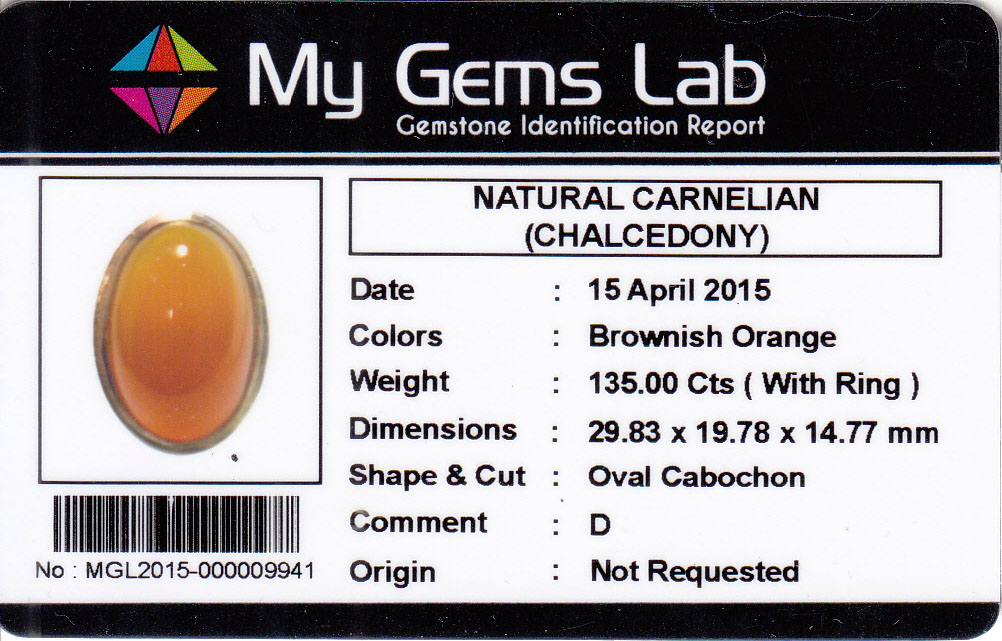 My Gems Lab
Gemstone Identification Report
NATURAL CARNELIAN
(CHALCEDONY)
Date : 15 April 2015
Colors : Brownish Orange
Weight : 135.00 Cts ( With Ring )
Dimensions : 29.83 x 19.78 x 14.77 mm
Shape & Cut : Oval Cabochon
Comment : D
Origin : Not Requested
No : MGL2015-000009941